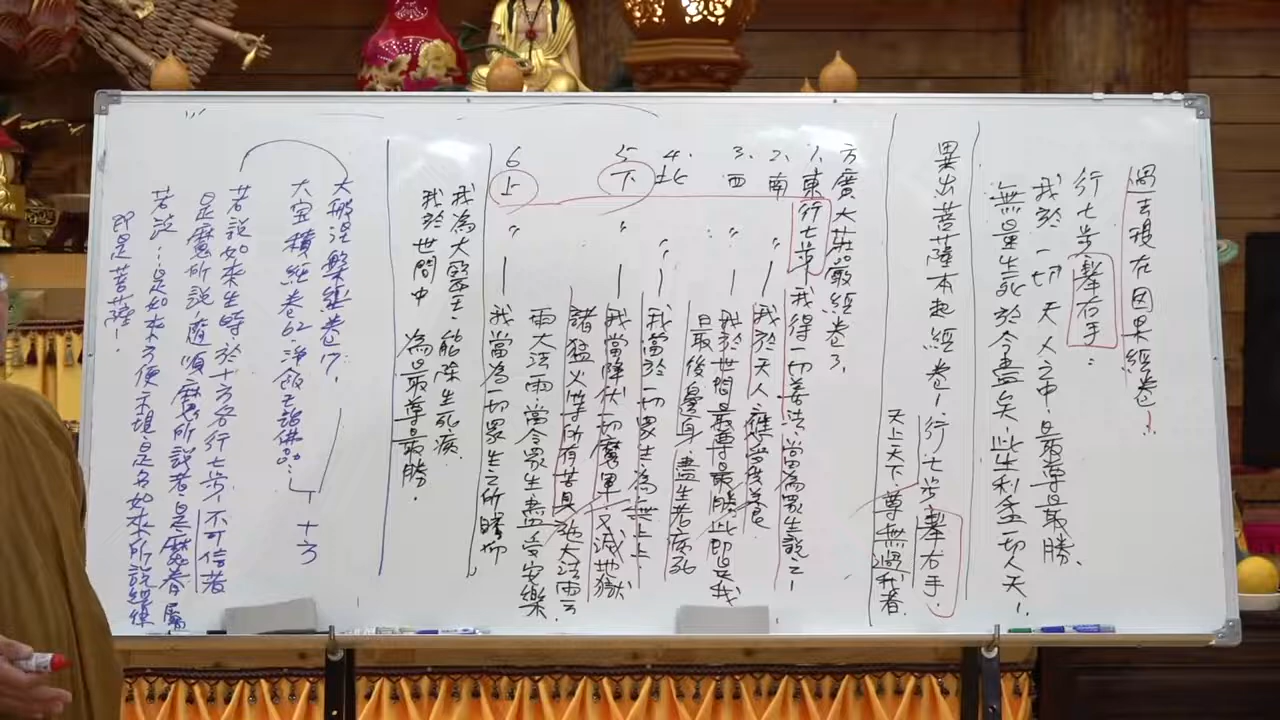 過去現在因果經卷1:
行七步,舉右手:
我於一切天人之中,最尊最勝.
無量生死於今盡矣,此生利益一切人天!
異出菩薩本起經卷1,行七步,舉右手.
天上天下,尊無過我者.
方廣大莊嚴經卷3,
1、東 行七步 我得一切善法,當為眾生說之!
2、南 〃 — 我於天人,應受供養
3、西 〃 — 我於世間最尊最勝此即是我
最後邊身,盡生老病死
4、北 〃 — 我當於一切眾生為無上上
5 下 〃 — 我當降伏一切魔軍,又滅地獄
諸猛火等所有苦具 施大法雲
雨大法雨,當令眾生盡受安樂.
6 上 〃 — 我當為一切眾生之所瞻仰
我為大醫王,能除生死病.
我於世間中 為最尊最勝.
大般涅槃經卷17,
大宝積經卷62 淨飯王詣佛品:
十方
若說如來生時於十方各行七步,不可信者
是魔所說,隨順魔所說者,是魔眷屬
若說:是如來方便示現,是名如來所說經律
即是菩薩!